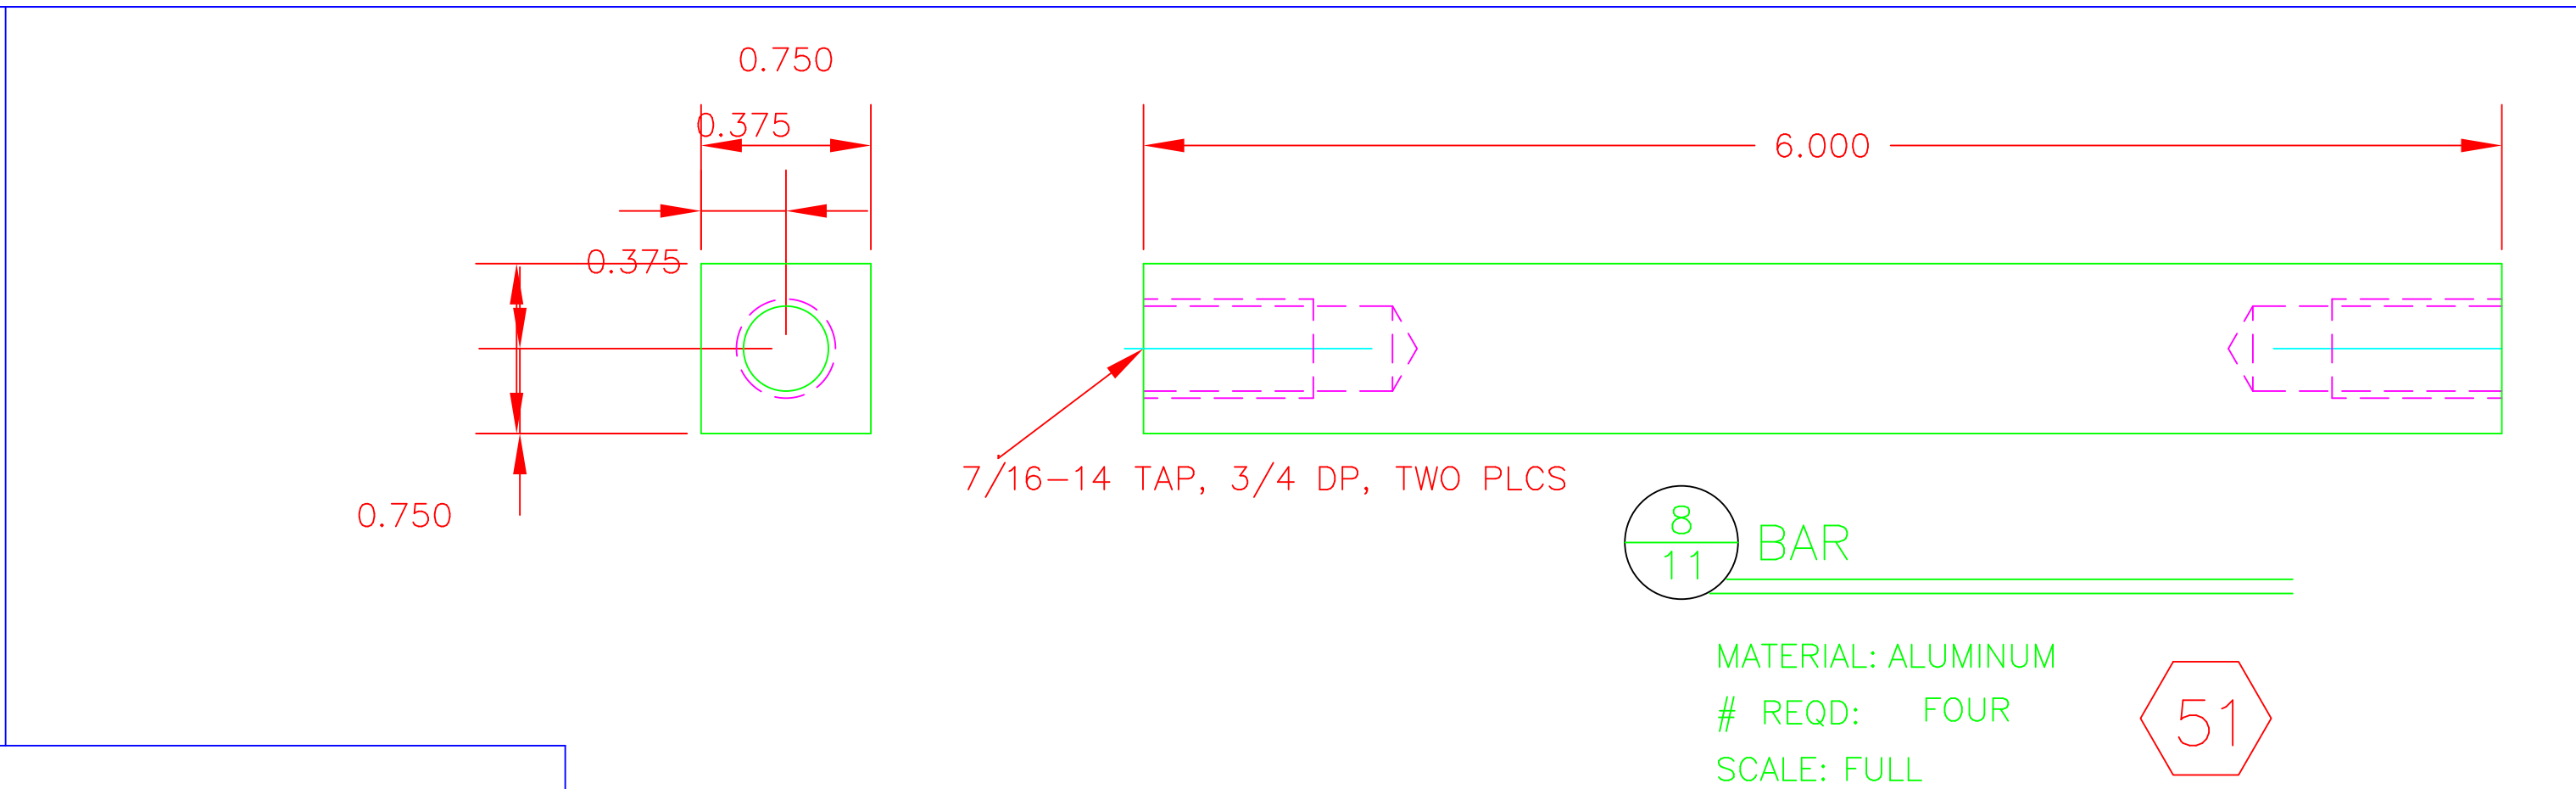 0.750
0.375
6.000
0.375
7/16-14 TAP, 3/4 DP, TWO PLCS
0.750
8
11
BAR
MATERIAL: ALUMINUM
# REQD: FOUR
SCALE: FULL
51